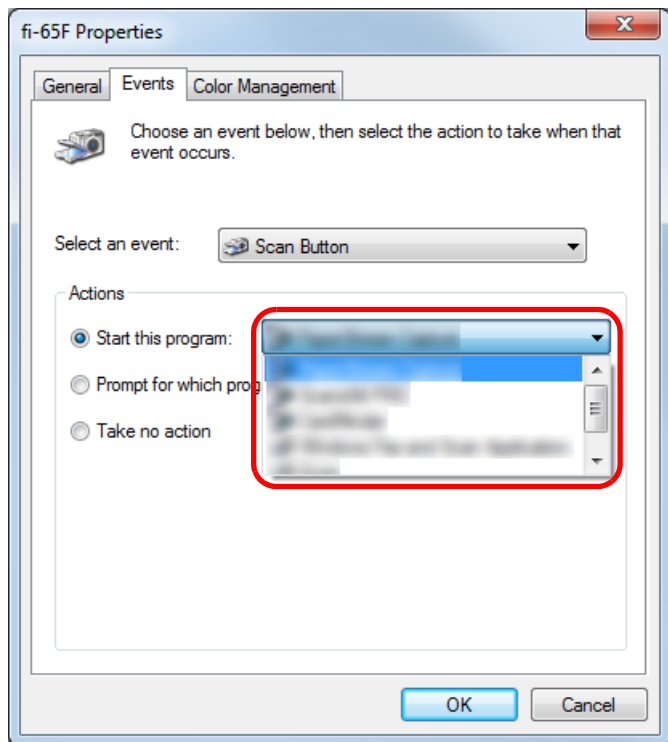 fi-65F Properties
General Events Color Management
Choose an event below, then select the action to take when that
event occurs.
Select an event: Scan Button
Actions
Start this program:
Prompt for which prog
Take no action
OK Cancel